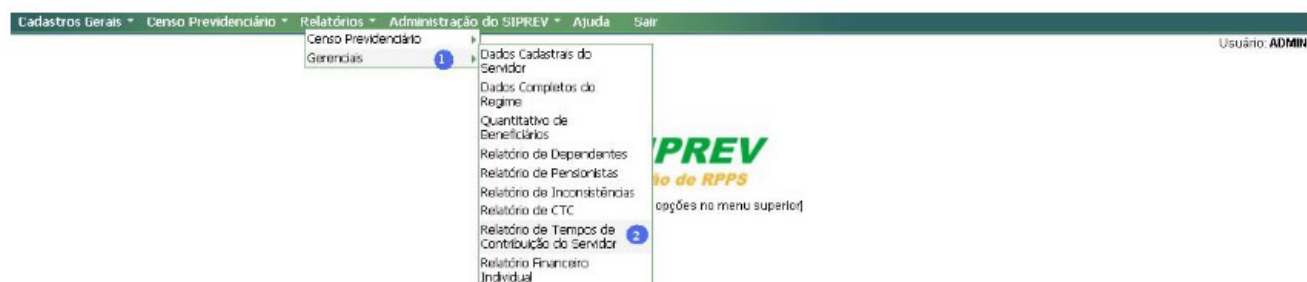 Cadastros Gerais Censo Previdenciário Relatórios Administração do SIPREV Ajuda Sair
Usuário: ADMIN
Censo Previdenciário
Gerenciais 1
Dados Cadastrais do
Servidor
Dados Completos do
Regime
Quantitativo de
Beneficiários
Relatório de Dependentes
Relatório de Pensionistas
Relatório de Inconsistências
Relatório de CTC
Relatório de Tempos de
Contribuição do Servidor 2
Relatório Financeiro
Individual
PREV
de RPPS
opções no menu superior]